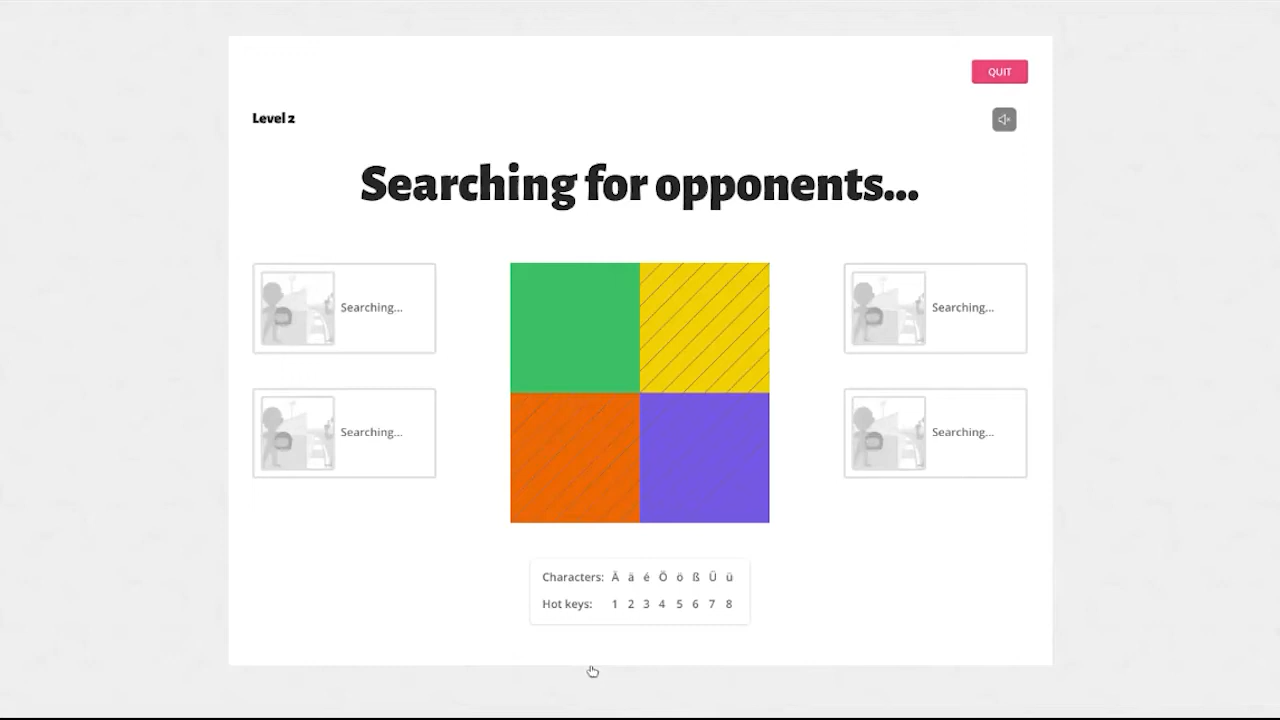 QUIT
Level 2
Searching for opponents...
Searching...
Searching...
Searching...
Searching...
Characters: Ä ä é Ö ö ß Ü ü
Hot keys: 1 2 3 4 5 6 7 8